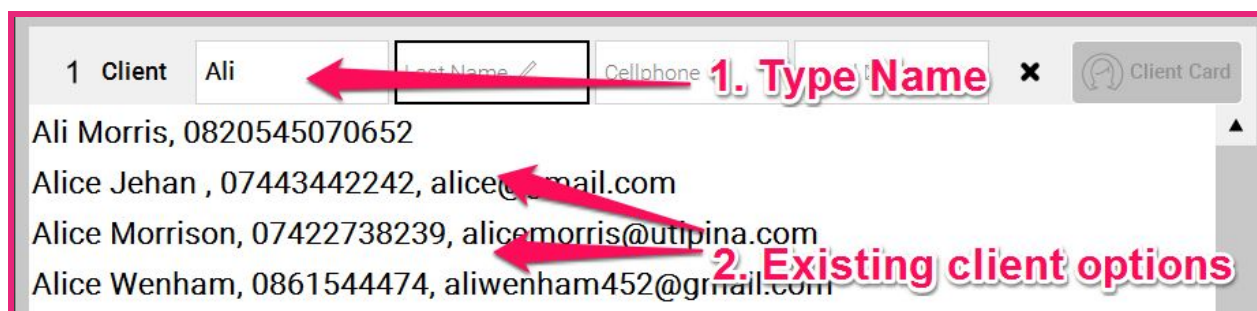 1 Client Ali Last Name Cellphone 1. Type Name Client Card
Ali Morris, 0820545070652
Alice Jehan , 07443442242, alice@gmail.com
Alice Morrison, 07422738239, alicemorris@utipina.com
2. Existing client options
Alice Wenham, 0861544474, aliwenham452@gmail.com